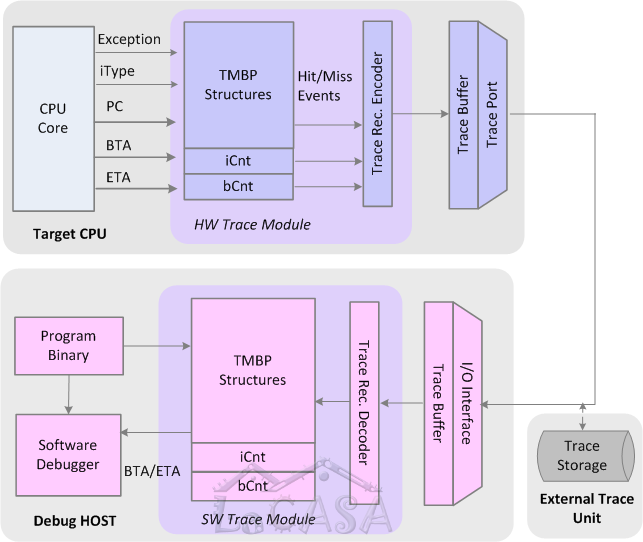 Exception
iType
PC
BTA
ETA
CPU
Core
TMBP
Structures
iCnt
bCnt
Hit/Miss
Events
Trace Rec. Encoder
Trace Buffer
Trace Port
HW Trace Module
Target CPU
Program
Binary
Software
Debugger
BTA/ETA
TMBP
Structures
iCnt
bCnt
Trace Rec. Decoder
Trace Buffer
I/O Interface
SW Trace Module
Debug HOST
Trace
Storage
External Trace
Unit
LaCASA